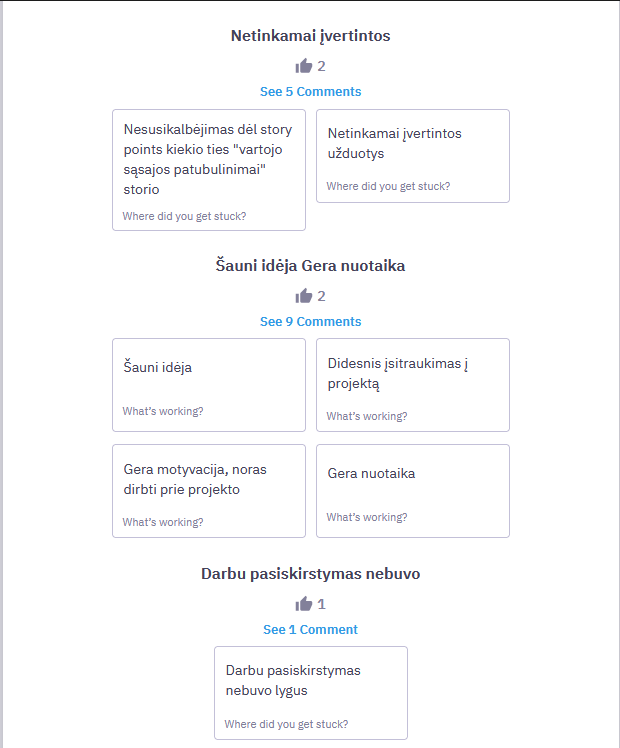 Netinkamai įvertintos
2
See 5 Comments
Nesusikalbėjimas dėl story
points kiekio ties "vartojo
sąsajos patubulinimai"
storio
Where did you get stuck?
Netinkamai įvertintos
užduotys
Where did you get stuck?
Šauni idėja Gera nuotaika
2
See 9 Comments
Šauni idėja
What's working?
Didesnis įsitraukimas į
projektą
What's working?
Gera motyvacija, noras
dirbti prie projekto
What's working?
Gera nuotaika
What's working?
Darbu pasiskirstymas nebuvo
1
See 1 Comment
Darbu pasiskirstymas
nebuvo lygus
Where did you get stuck?